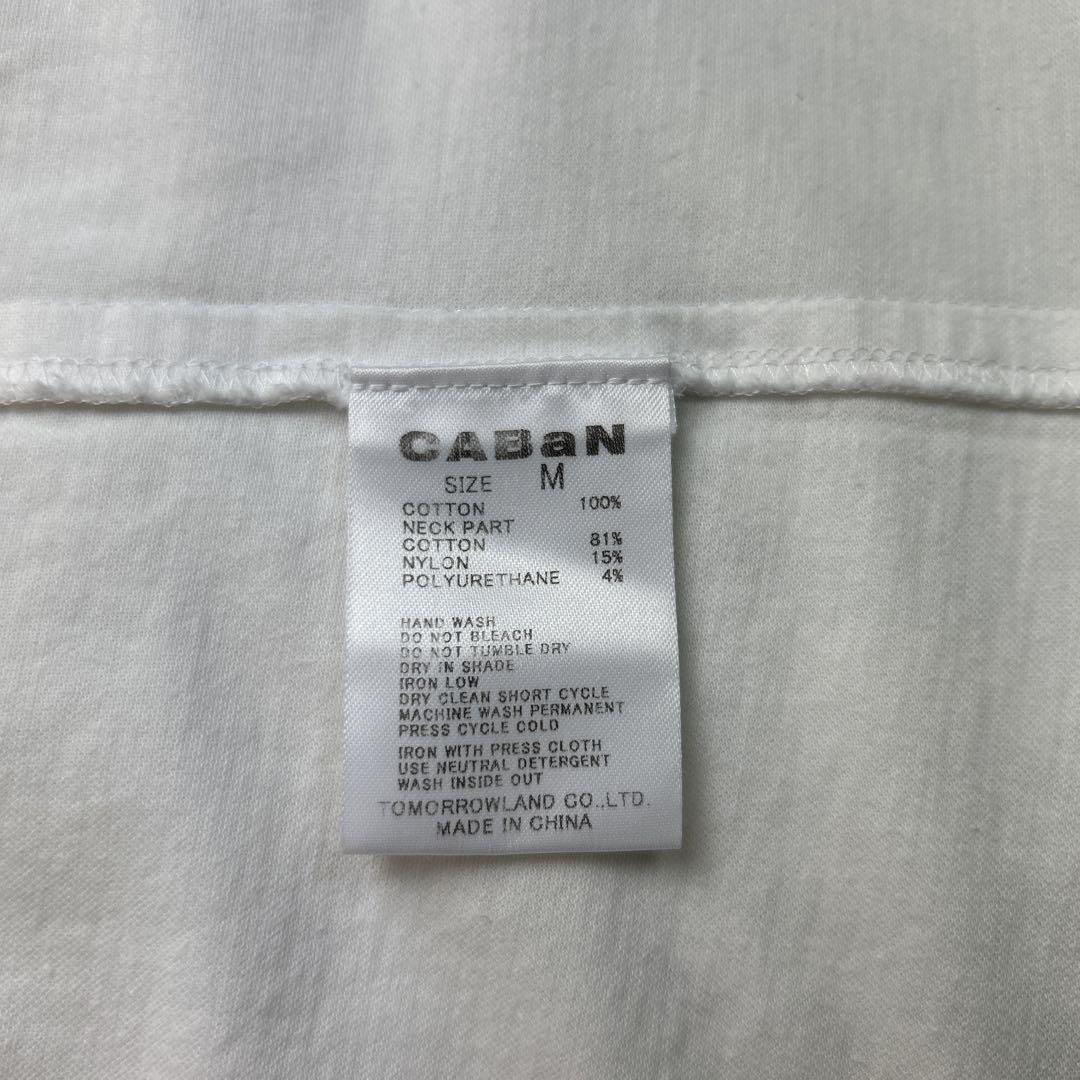 CABaN
SIZE M
COTTON 100%
NECK PART
COTTON 81%
NYLON 15%
POLYURETHANE 4%
HAND WASH
DO NOT BLEACH
DO NOT TUMBLE DRY
DRY IN SHADE
IRON LOW
DRY CLEAN SHORT CYCLE
MACHINE WASH PERMANENT
PRESS CYCLE COLD
IRON WITH PRESS CLOTH
USE NEUTRAL DETERGENT
WASH INSIDE OUT
TOMORROWLAND CO.,LTD.
MADE IN CHINA